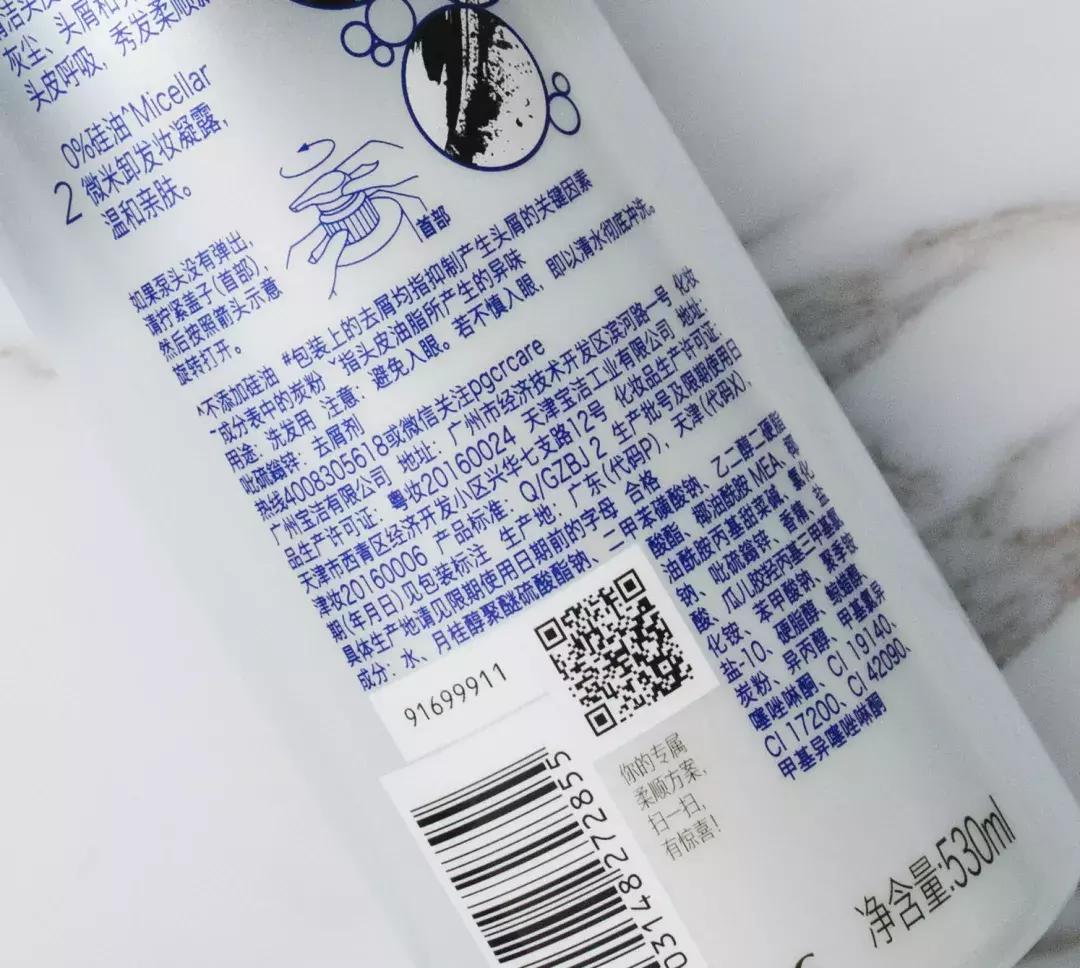 灰尘、头屑和
头皮呼吸，秀发柔顺
0%硅油^Micellar
2 微米卸发妆凝露，
温和亲肤。
如果泵头没有弹出，
请拧紧盖子(首部)，
然后按照箭头示意
旋转打开。
首部
^不添加硅油 #包装上的去屑均指抑制产生头屑的关键因素
~成分表中的炭粉 *指头皮油脂所产生的异味
用途：洗发用 注意：避免入眼。若不慎入眼，即以清水彻底冲洗。
吡硫鎓锌：去屑剂
热线4008305618或微信关注pgcrcare
广州宝洁有限公司 地址：广州市经济技术开发区滨河路一号 化妆
品生产许可证：粤妆20160024 天津宝洁工业有限公司 地址：
天津市西青区经济开发小区兴华七支路12号 化妆品生产许可证：
津妆20160006 产品标准：Q/GZBJ 2 生产批号及限期使用日
期(年月日)见包装标注 生产地：广东(代码P)，天津(代码X)，
具体生产地请见限期使用日期前的字母 合格
成分：水、月桂醇聚醚硫酸酯钠、二甲苯磺酸钠、乙二醇二硬脂
酸酯、椰油酰胺 MEA、椰
油酰胺丙基甜菜碱、氯化
钠、吡硫鎓锌、香精、盐
酸、瓜儿胶羟丙基三甲基氯
化铵、苯甲酸钠、聚季铵
盐-10、硬脂醇、鲸蜡醇、
炭粉、异丙醇、甲基氯异
噻唑啉酮、CI 19140、
CI 17200、CI 42090、
甲基异噻唑啉酮
91699911
你的专属
柔顺方案，
扫一扫，
有惊喜！
03148272855
净含量:530ml